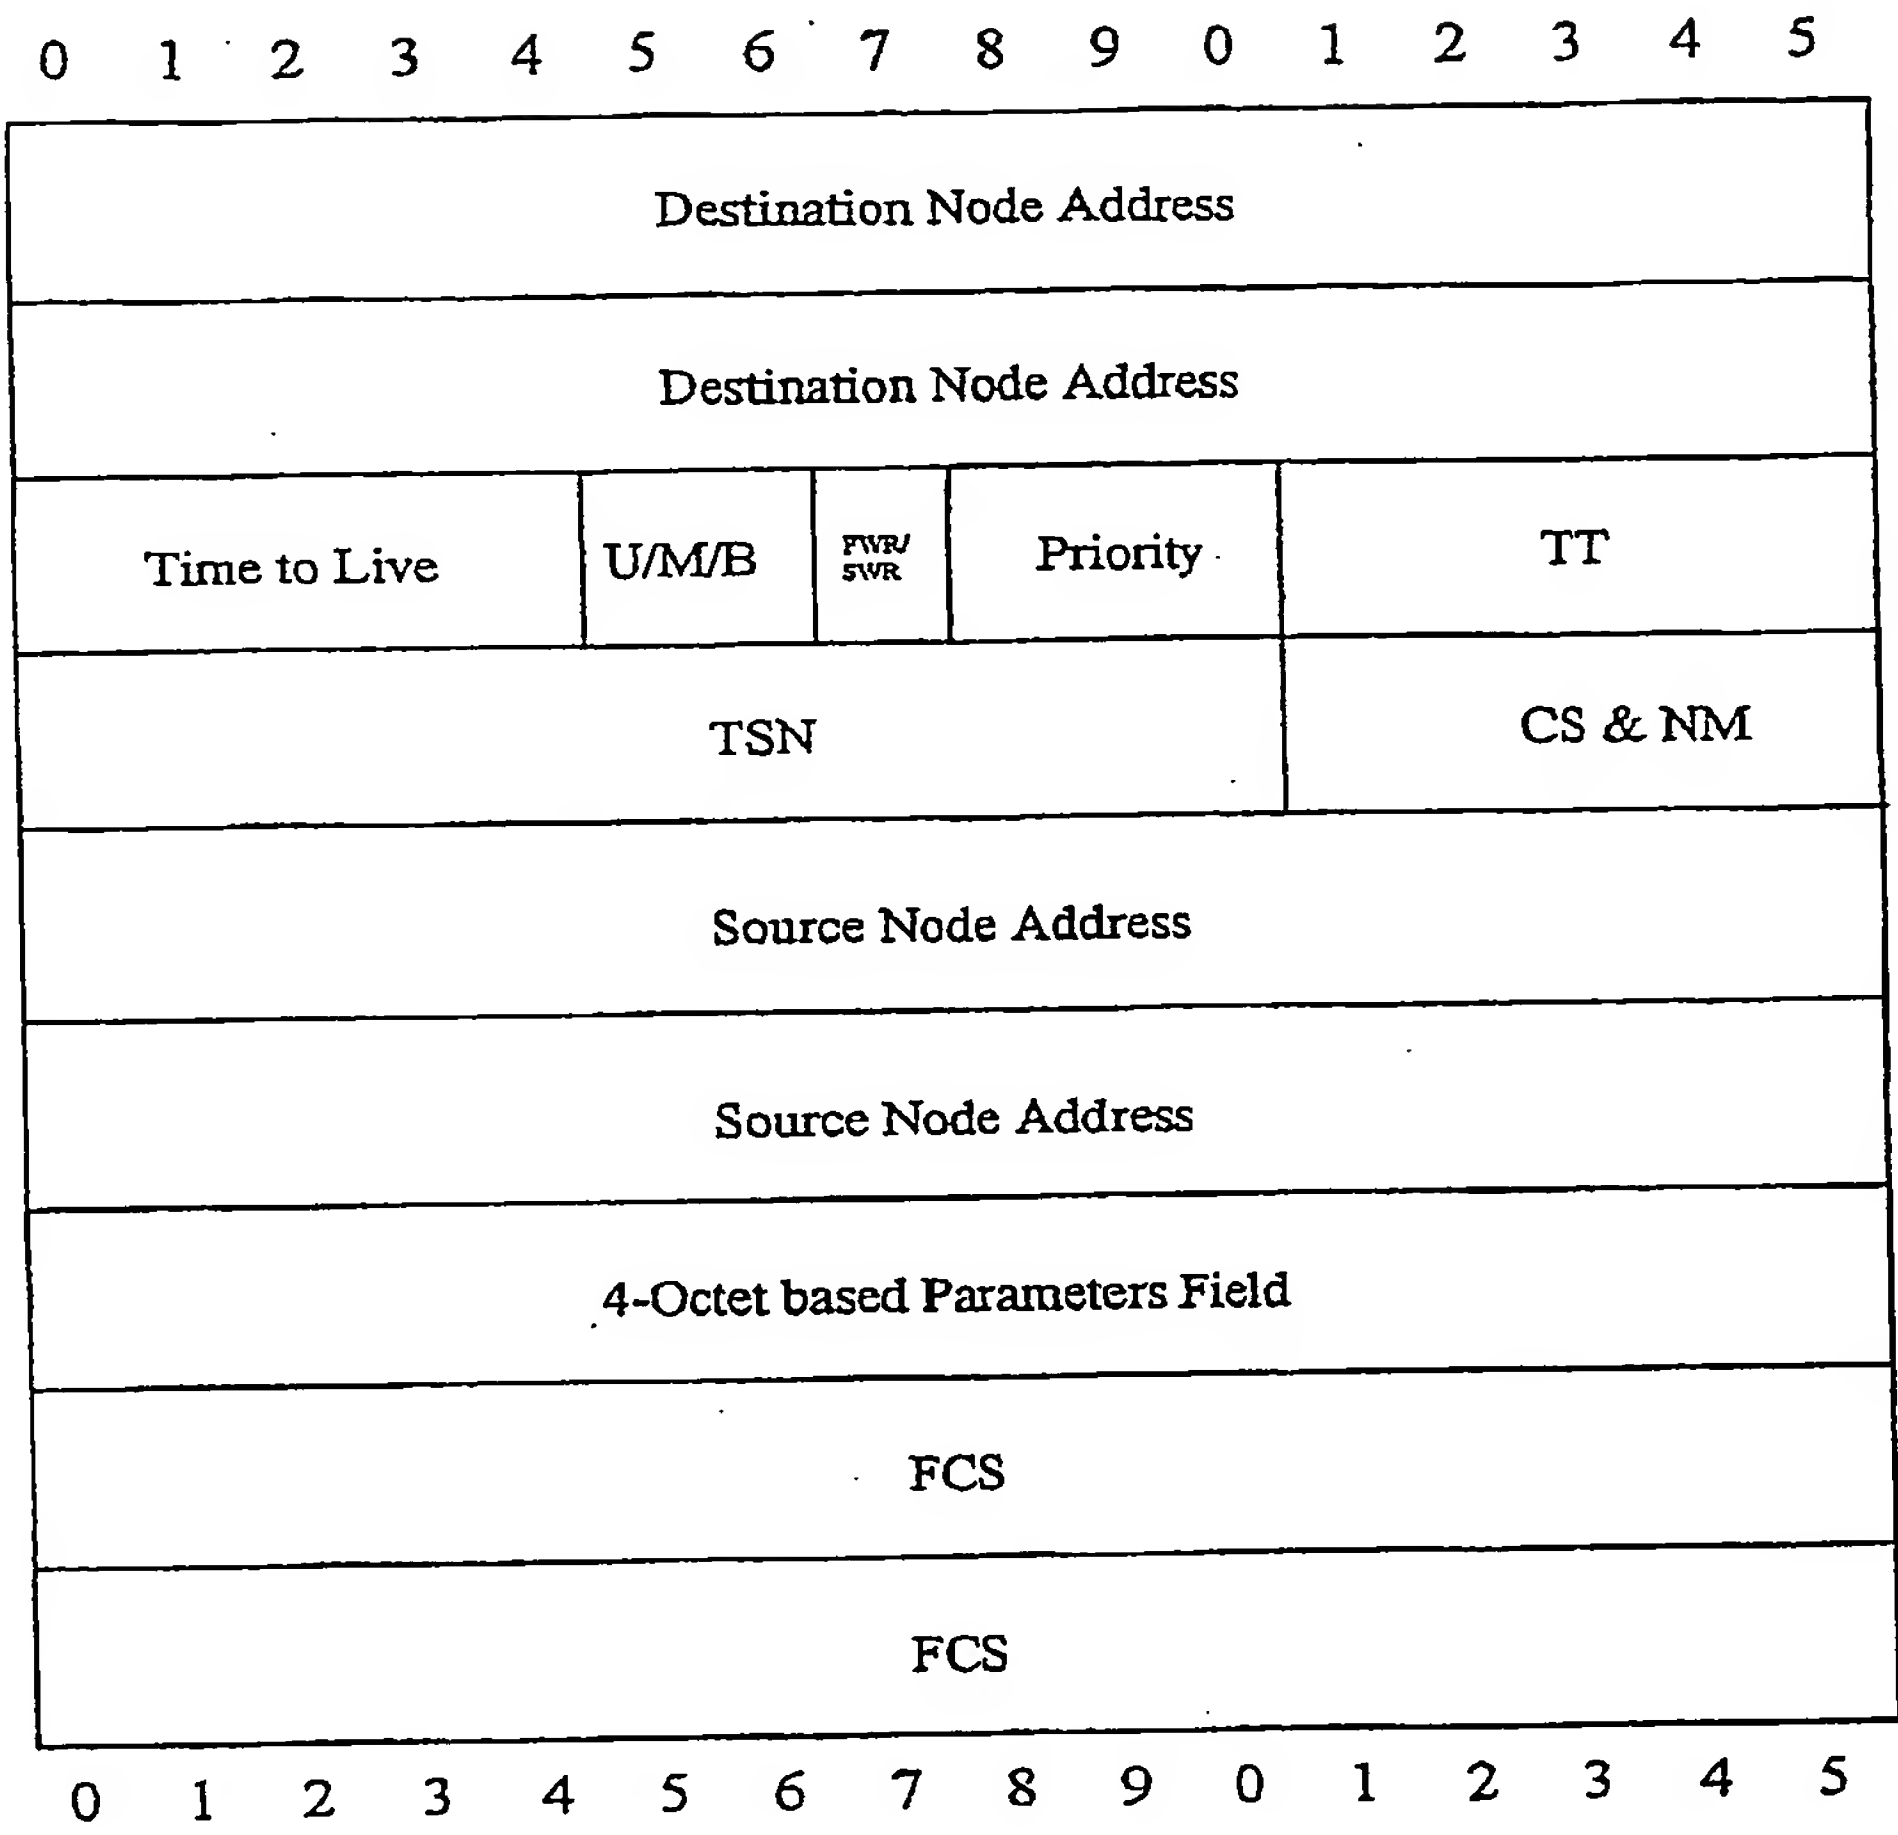 0 1 2 3 4 5 6 7 8 9 0 1 2 3 4 5
Destination Node Address
Destination Node Address
Time to Live U/M/B FWR/ SWR Priority TT
TSN CS & NM
Source Node Address
Source Node Address
4-Octet based Parameters Field
FCS
FCS
0 1 2 3 4 5 6 7 8 9 0 1 2 3 4 5